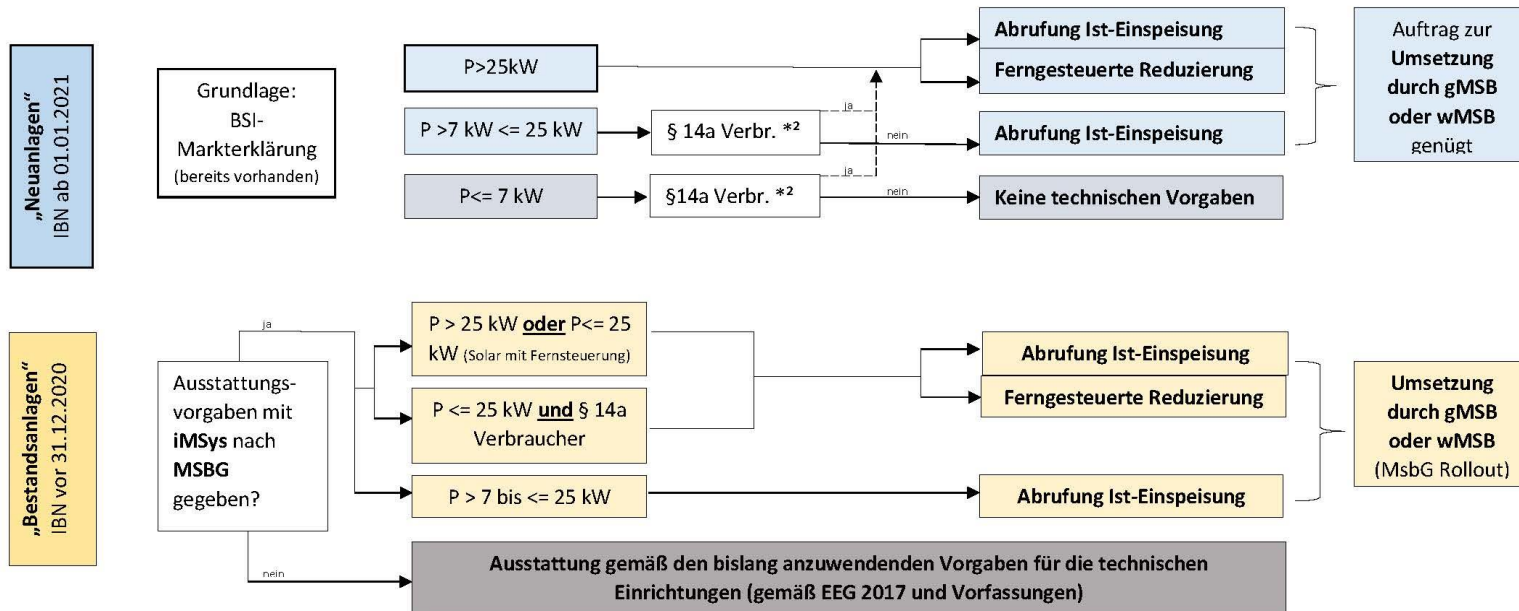 „Neuanlagen“
IBN ab 01.01.2021
Grundlage:
BSI-
Markterklärung
(bereits vorhanden)
P>25kW
Abrufung Ist-Einspeisung
Ferngesteuerte Reduzierung
P >7 kW <= 25 kW
§ 14a Verbr. *²
ja
nein
Abrufung Ist-Einspeisung
P<= 7 kW
§14a Verbr. *²
ja
nein
Keine technischen Vorgaben
Auftrag zur
Umsetzung
durch gMSB
oder wMSB
genügt
„Bestandsanlagen“
IBN vor 31.12.2020
Ausstattungs-
vorgaben mit
iMSys nach
MSBG
gegeben?
ja
P > 25 kW oder P<= 25
kW (Solar mit Fernsteuerung)
P <= 25 kW und § 14a
Verbraucher
Abrufung Ist-Einspeisung
Ferngesteuerte Reduzierung
P > 7 bis <= 25 kW
Abrufung Ist-Einspeisung
Umsetzung
durch gMSB
oder wMSB
(MsbG Rollout)
nein
Ausstattung gemäß den bislang anzuwendenden Vorgaben für die technischen
Einrichtungen (gemäß EEG 2017 und Vorfassungen)